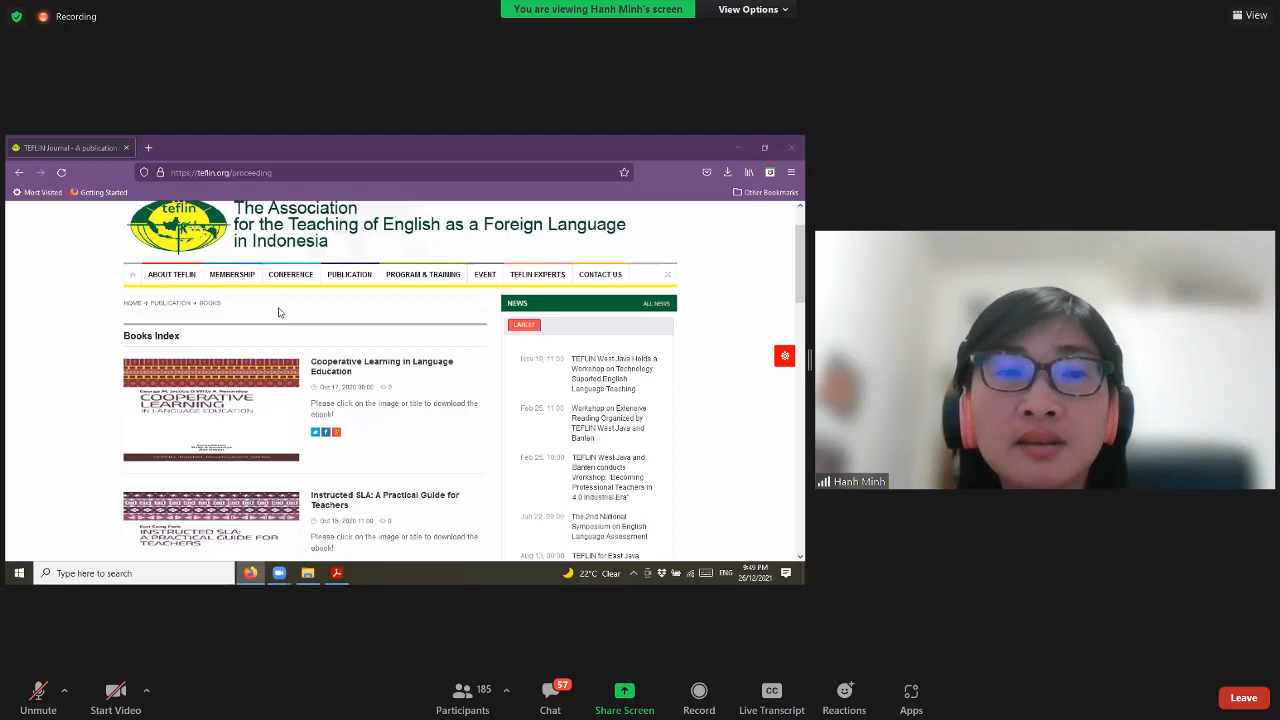 Recording
You are viewing Hanh Minh's screen
View Options
View
TEFLIN Journal - A publication
https://teflin.org/proceeding
Most Visited
Getting Started
Other Bookmarks
teflin
The Association
for the Teaching of English as a Foreign Language
in Indonesia
ABOUT TEFLIN MEMBERSHIP CONFERENCE PUBLICATION PROGRAM & TRAINING EVENT TEFLIN EXPERTS CONTACT US
HOME PUBLICATION BOOKS
Books Index
George M. Jacobs & Willy A. Renandya
COOPERATIVE
LEARNING
IN LANGUAGE EDUCATION
Cooperative Learning in Language
Education
Oct 17, 2020 00:00 0
Please click on the image or title to download the
ebook!
INSTRUCTED SLA:
A PRACTICAL GUIDE FOR
TEACHERS
Instructed SLA: A Practical Guide for
Teachers
Oct 16, 2020 11:00 0
Please click on the image or title to download the
ebook!
NEWS
ALL NEWS
LATEST
Nov 19, 11:00 TEFLIN West Java Holds a
Workshop on Technology
Suported English
Language Teaching
Feb 25, 11:00 Workshop on Extensive
Reading Organized by
TEFLIN West Java and
Banten
Feb 25, 10:00 TEFLIN West Java and
Banten conducts
Workshop: "Becoming
Professional Teachers in
4.0 Industrial Era"
Jan 22, 09:00 The 2nd National
Symposium on English
Language Assessment
Aug 13, 00:00 TEFLIN for East Java
Type here to search
22°C Clear
ENG
9:49 PM
26/12/2021
Hanh Minh
Unmute
Start Video
185
Participants
57
Chat
Share Screen
Record
CC
Live Transcript
Reactions
Apps
Leave